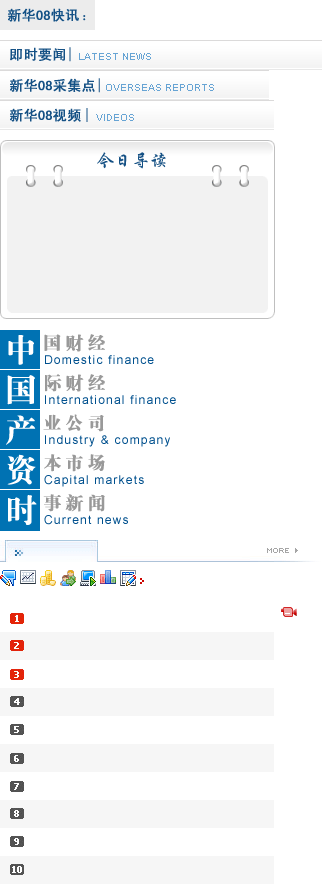 新华08快讯：
即时要闻| LATEST NEWS
新华08采集点| OVERSEAS REPORTS
新华08视频| VIDEOS
今日导读
中国财经
Domestic finance
国际财经
International finance
产业公司
Industry & company
资本市场
Capital markets
时事新闻
Current news
MORE
1
2
3
4
5
6
7
8
9
10